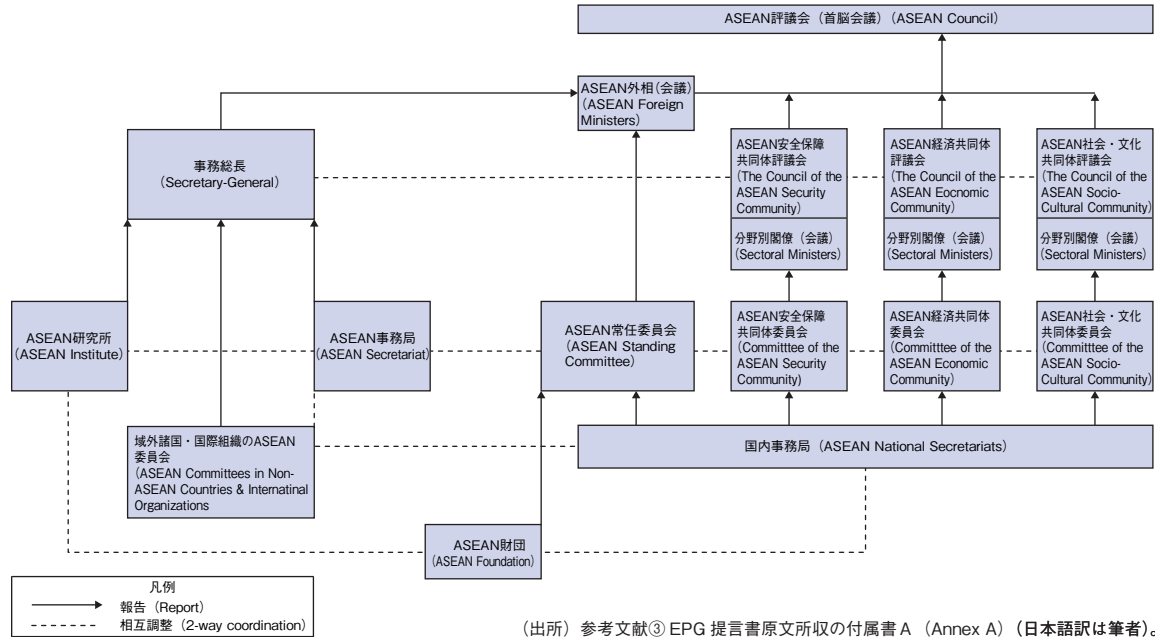 ASEAN評議会（首脳会議）（ASEAN Council）
ASEAN外相（会議）
（ASEAN Foreign
Ministers）
事務総長
（Secretary-General）
ASEAN安全保障
共同体評議会
（The Council of the
ASEAN Security
Community）
分野別閣僚（会議）
（Sectoral Ministers）
ASEAN経済共同体
評議会
（The Council of the
ASEAN Eocnomic
Community）
分野別閣僚（会議）
（Sectoral Ministers）
ASEAN社会・文化
共同体評議会
（The Council of the
ASEAN Socio-
Cultural Community）
分野別閣僚（会議）
（Sectoral Ministers）
ASEAN研究所
（ASEAN Institute）
ASEAN事務局
（ASEAN Secretariat）
ASEAN常任委員会
（ASEAN Standing
Committee）
ASEAN安全保障
共同体委員会
（Committtee of the
ASEAN Security
Community）
ASEAN経済共同体
委員会
（Committtee of the
ASEAN Economic
Community）
ASEAN社会・文化
共同体委員会
（Committtee of the
ASEAN Socio-
Cultural Community）
域外諸国・国際組織のASEAN
委員会
（ASEAN Committees in Non-
ASEAN Countries & Internatinal
Organizations
国内事務局（ASEAN National Secretariats）
ASEAN財団
（ASEAN Foundation）
凡例
報告（Report）
相互調整（2-way coordination）
（出所）参考文献③ EPG 提言書原文所収の付属書A（Annex A）（日本語訳は筆者）。